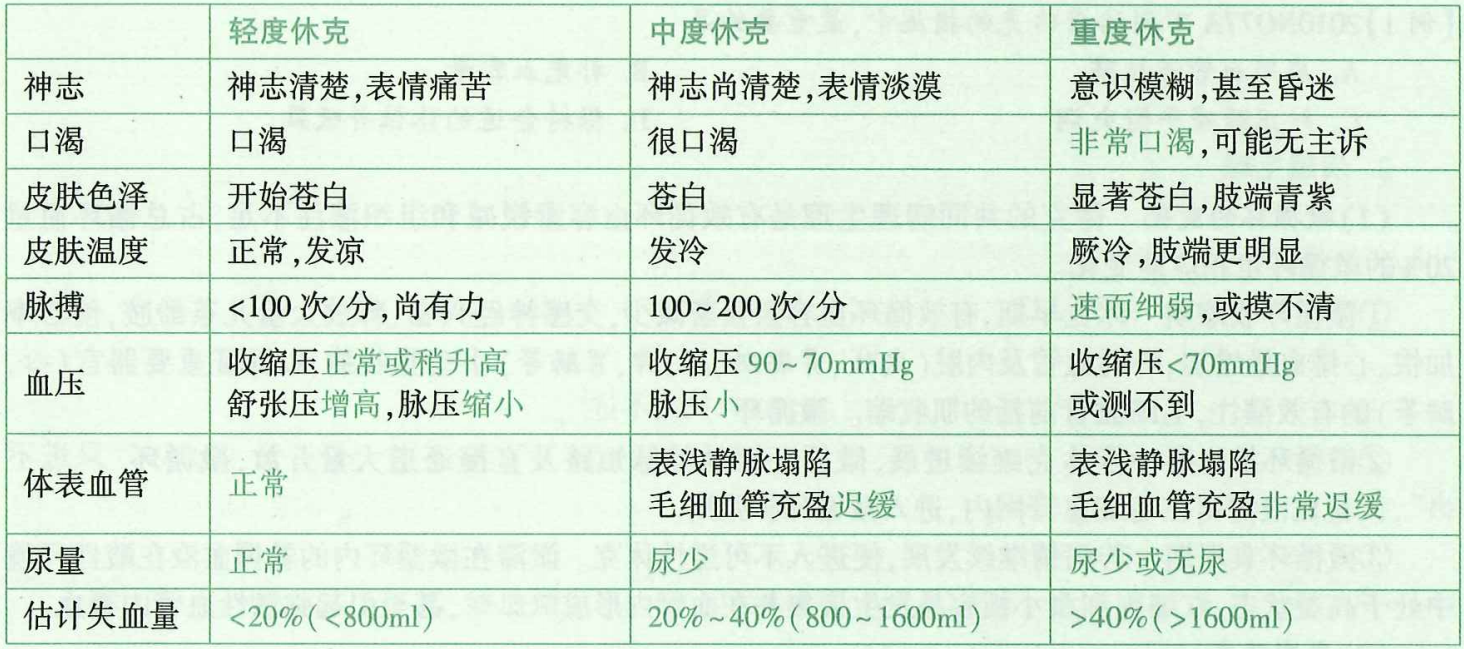 轻度休克 中度休克 重度休克
神志 神志清楚,表情痛苦 神志尚清楚,表情淡漠 意识模糊,甚至昏迷
口渴 口渴 很口渴 非常口渴,可能无主诉
皮肤色泽 开始苍白 苍白 显著苍白,肢端青紫
皮肤温度 正常,发凉 发冷 厥冷,肢端更明显
脉搏 <100 次/分,尚有力 100~200 次/分 速而细弱,或摸不清
血压 收缩压正常或稍升高 收缩压 90~70mmHg 收缩压<70mmHg
舒张压增高,脉压缩小 脉压小 或测不到
体表血管 正常 表浅静脉塌陷 表浅静脉塌陷
毛细血管充盈迟缓 毛细血管充盈非常迟缓
尿量 正常 尿少 尿少或无尿
估计失血量 <20%(<800ml) 20%~40%(800~1600ml) >40%(>1600ml)